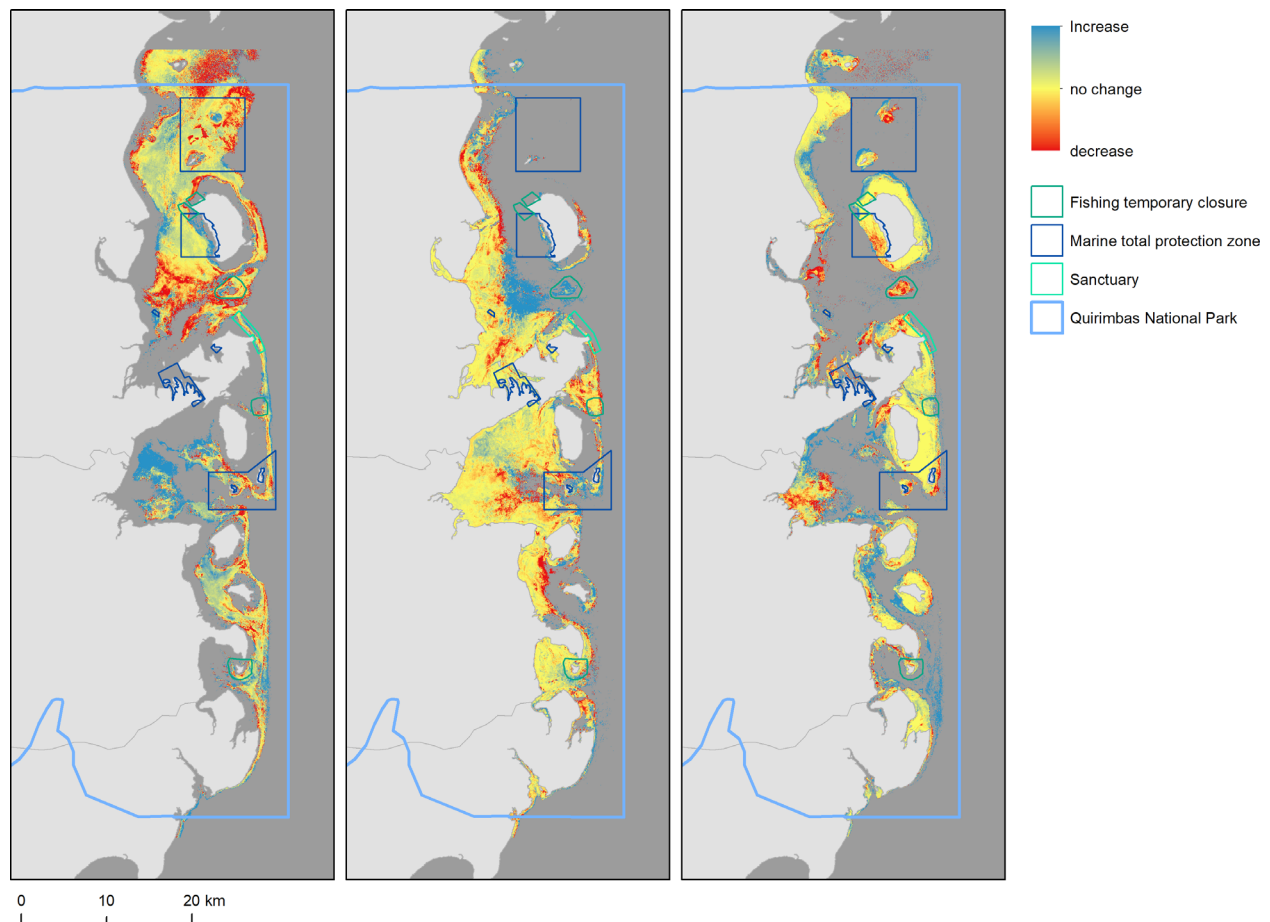 Increase
no change
decrease
Fishing temporary closure
Marine total protection zone
Sanctuary
Quirimbas National Park
0 10 20 km